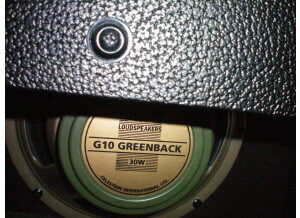 LOUDSPEAKERS
G10 GREENBACK
30W
CELESTION INTERNATIONAL LTD